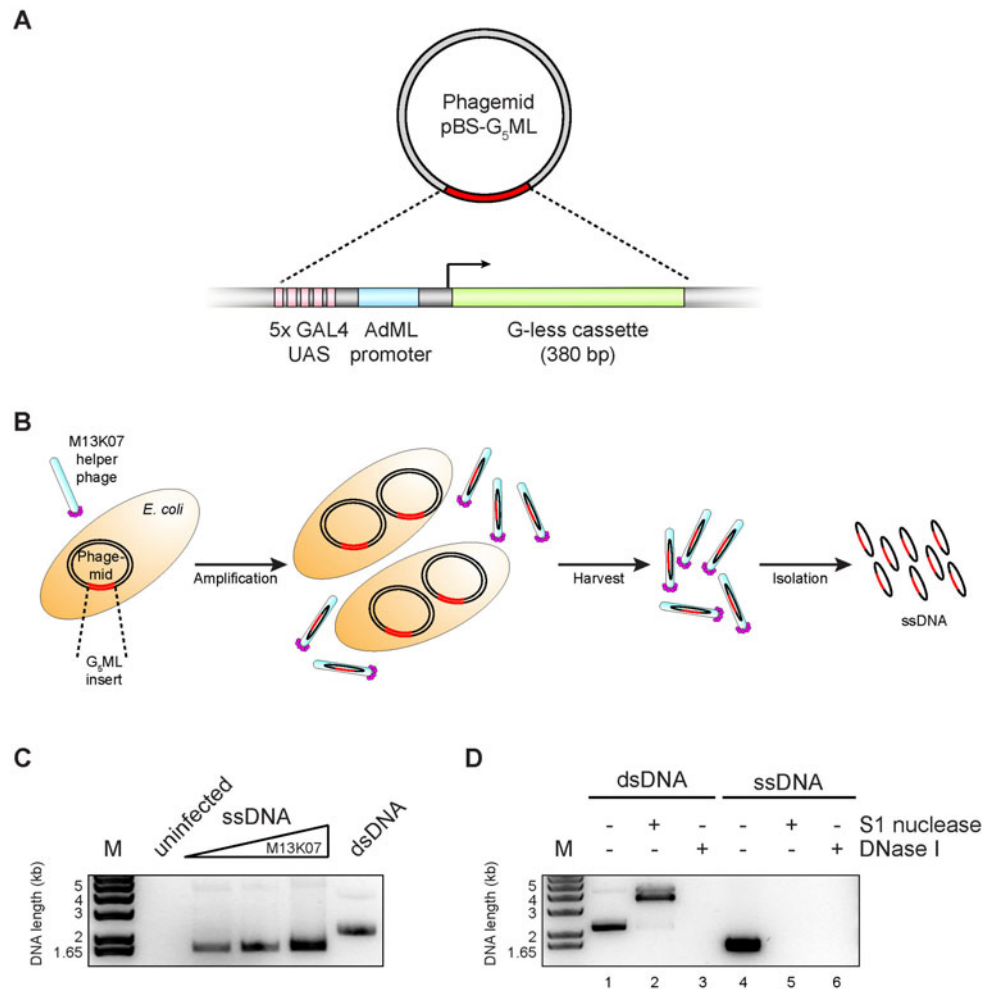 A
Phagemid
pBS-G₅ML
5x GAL4
UAS
AdML
promoter
G-less cassette
(380 bp)
B
M13K07
helper
phage
E. coli
Phage-
mid
G₅ML
insert
Amplification
Harvest
Isolation
ssDNA
C
M
uninfected
ssDNA
M13K07
dsDNA
DNA length (kb)
5
4
3
2
1.65
D
dsDNA
ssDNA
- + - - + - S1 nuclease
M - - + - - + DNase I
DNA length (kb)
5
4
3
2
1.65
1 2 3 4 5 6